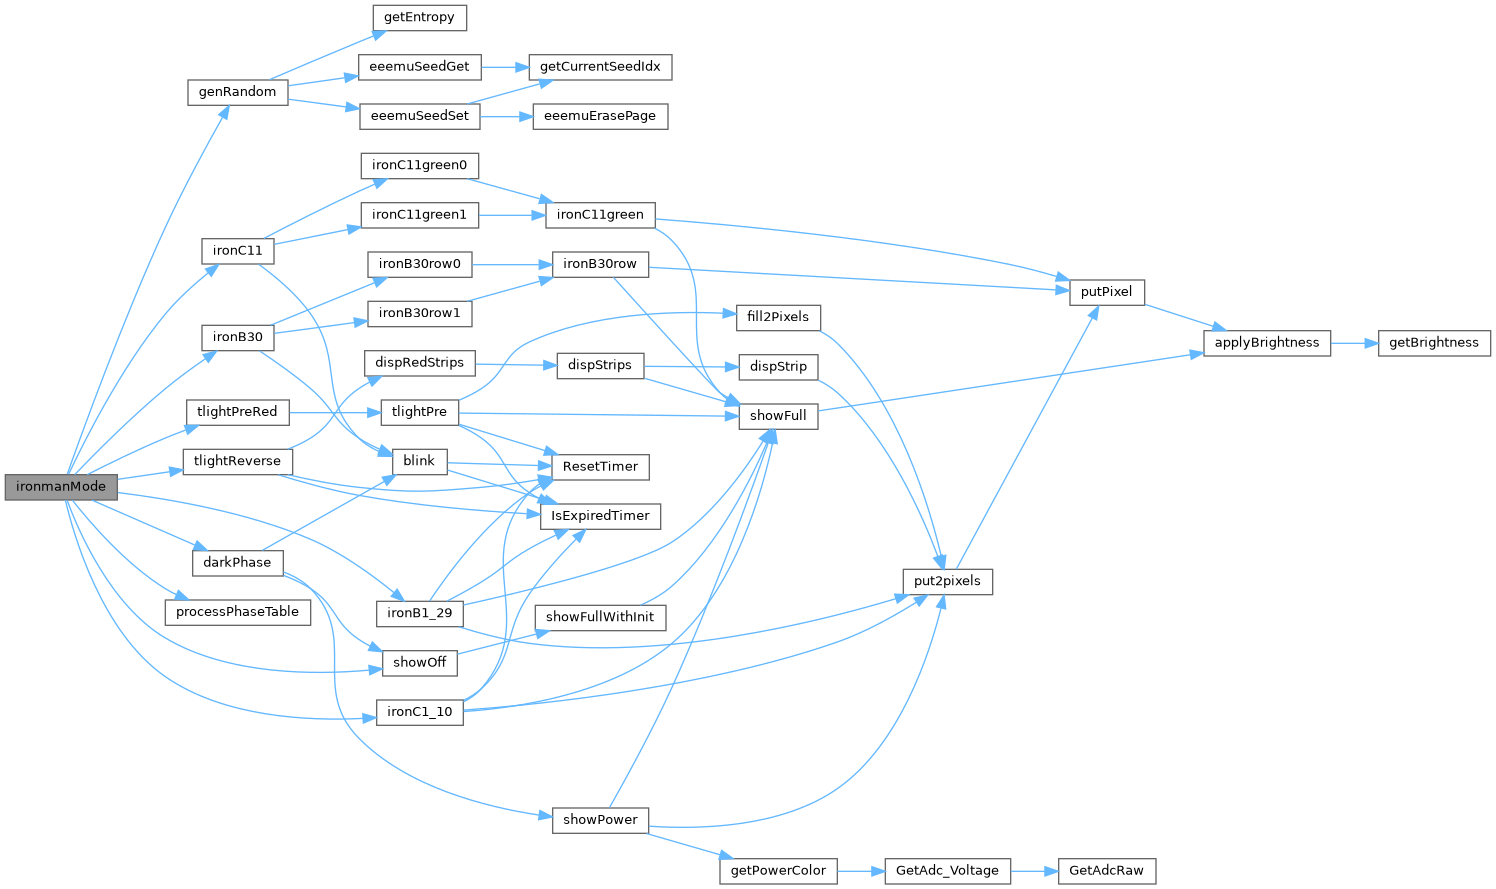 getEntropy
eeemuSeedGet
getCurrentSeedIdx
genRandom
eeemuSeedSet
eeemuErasePage
ironC11green0
ironC11green1
ironC11green
ironC11
ironB30row0
ironB30row
putPixel
ironB30row1
fill2Pixels
ironB30
applyBrightness
getBrightness
dispRedStrips
dispStrips
dispStrip
tlightPreRed
tlightPre
showFull
tlightReverse
blink
ResetTimer
ironmanMode
IsExpiredTimer
darkPhase
put2pixels
processPhaseTable
ironB1_29
showFullWithInit
showOff
ironC1_10
showPower
getPowerColor
GetAdc_Voltage
GetAdcRaw